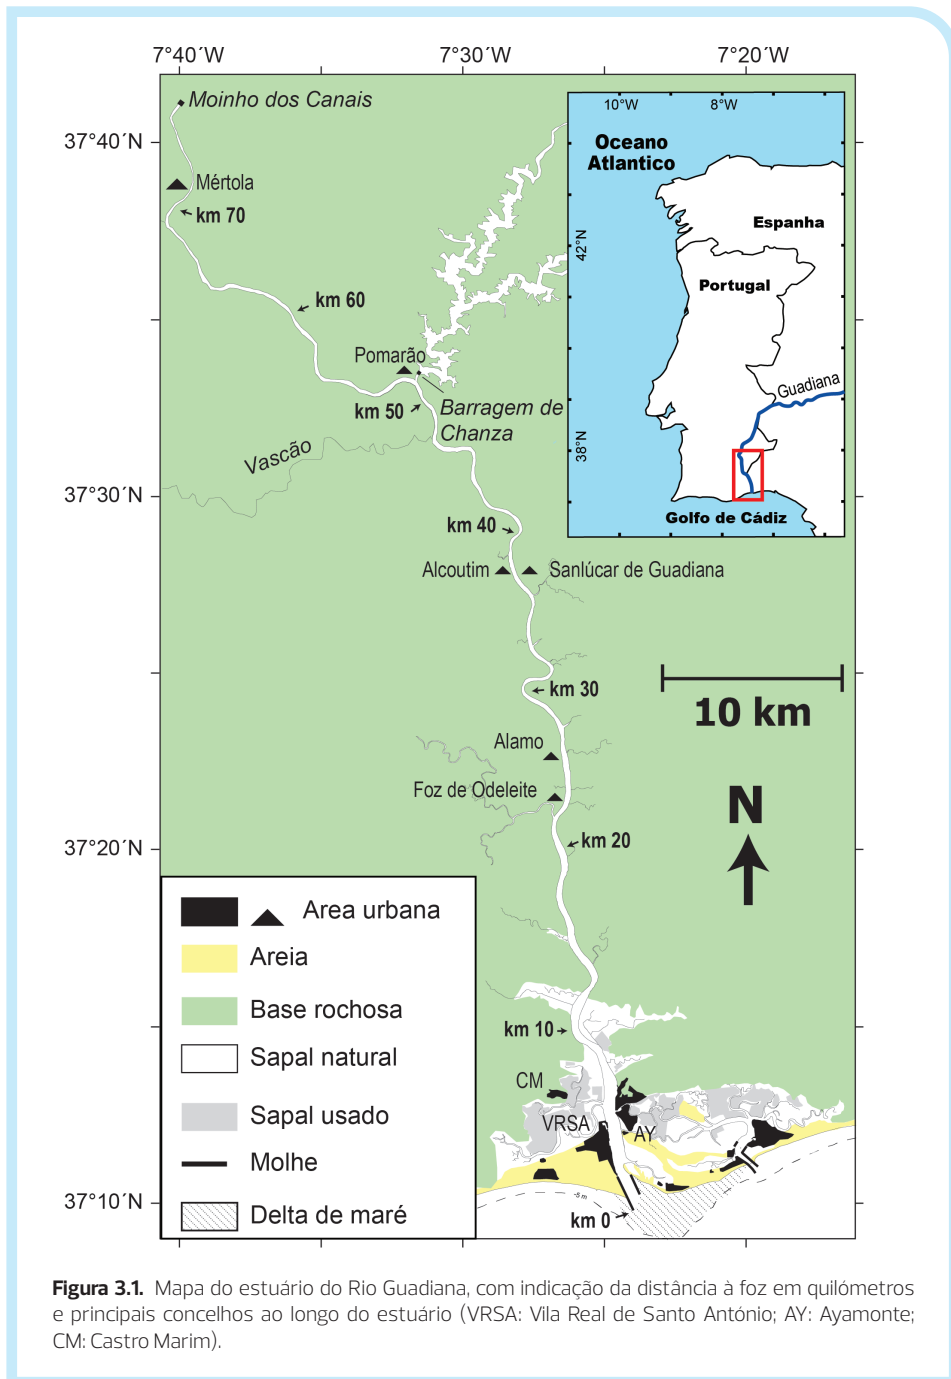 7°40´W
7°30´W
7°20´W
Moinho dos Canais
37°40´N
Mértola
km 70
km 60
Pomarão
km 50
Barragem de
Chanza
Vascão
37°30´N
km 40
Alcoutim
Sanlúcar de Guadiana
km 30
Alamo
Foz de Odeleite
km 20
37°20´N
km 10
CM
VRSA
AY
-5 m
km 0
37°10´N
10°W
8°W
Oceano
Atlantico
Espanha
42°N
Portugal
Guadiana
38°N
Golfo de Cádiz
10 km
N
Area urbana
Areia
Base rochosa
Sapal natural
Sapal usado
Molhe
Delta de maré
Figura 3.1. Mapa do estuário do Rio Guadiana, com indicação da distância à foz em quilómetros
e principais concelhos ao longo do estuário (VRSA: Vila Real de Santo António; AY: Ayamonte;
CM: Castro Marim).